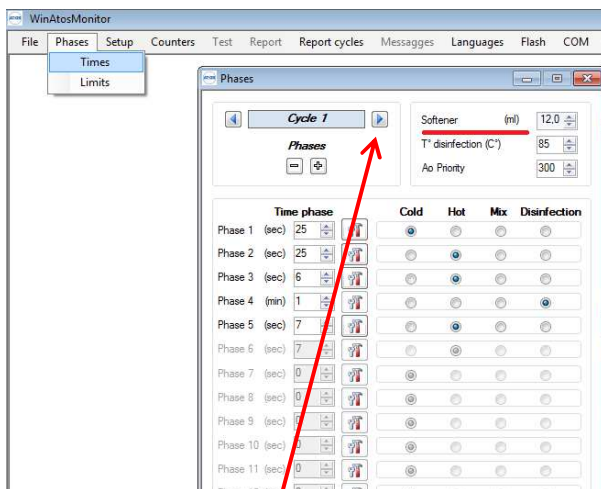 WinAtosMonitor
File Phases Setup Counters Test Report Report cycles Messagges Languages Flash COM
Times
Limits
Phases
Cycle 1
Phases
Softener (ml) 12,0
T° disinfection (C°) 85
Ao Priority 300
Time phase Cold Hot Mix Disinfection
Phase 1 (sec) 25
Phase 2 (sec) 25
Phase 3 (sec) 6
Phase 4 (min) 1
Phase 5 (sec) 7
Phase 6 (sec) 7
Phase 7 (sec) 0
Phase 8 (sec) 0
Phase 9 (sec) 0
Phase 10 (sec) 0
Phase 11 (sec) 0